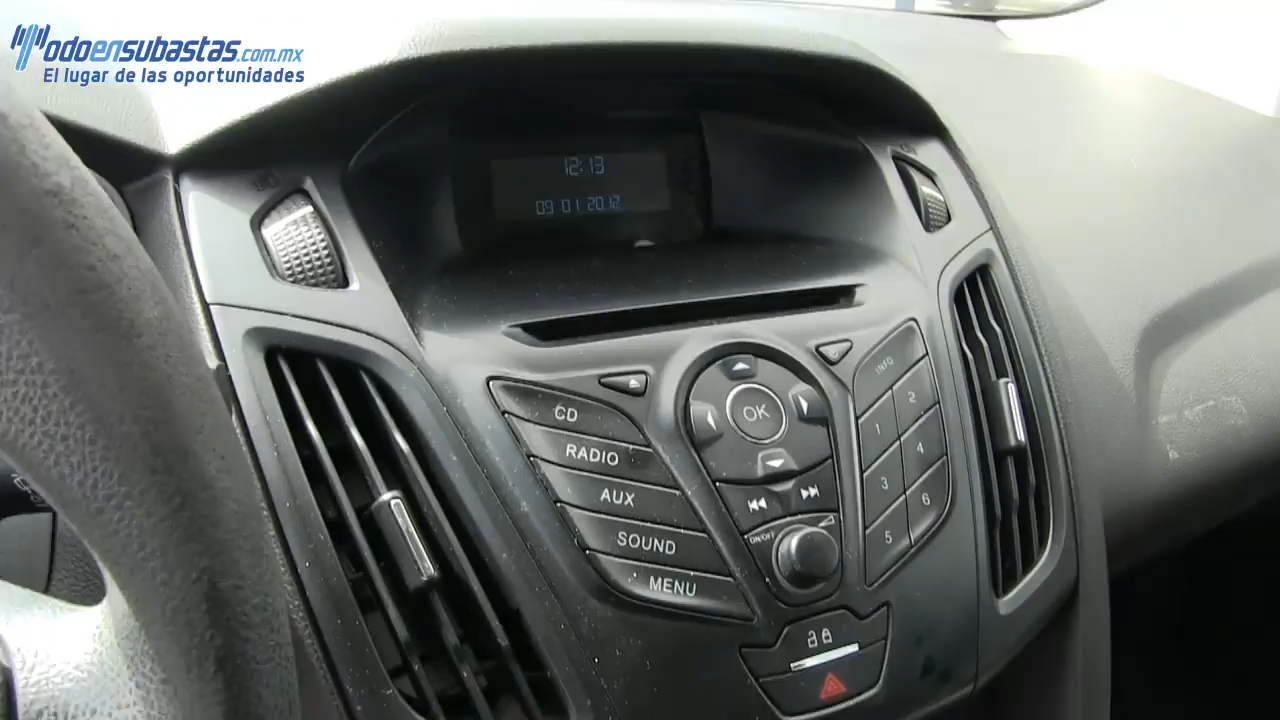 Todoensubastas.com.mx
El lugar de las oportunidades
12:13
09 01 2012
INFO
CD
OK
2
1
RADIO
4
AUX
3
6
ON/OFF
SOUND
5
MENU